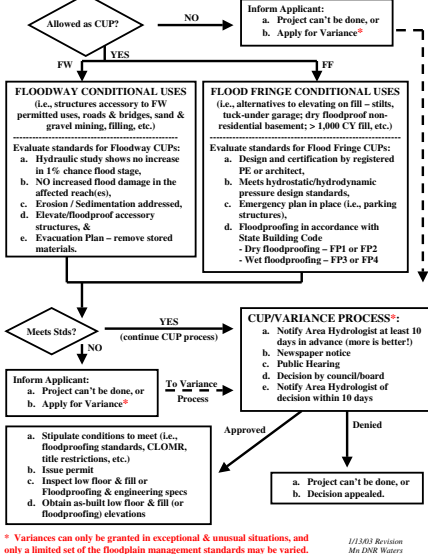 Allowed as CUP?
NO
Inform Applicant:
a. Project can't be done, or
b. Apply for Variance*
YES
FW
FF
FLOODWAY CONDITIONAL USES
(i.e., structures accessory to FW
permitted uses, roads & bridges, sand &
gravel mining, filling, etc.)
Evaluate standards for Floodway CUPs:
a. Hydraulic study shows no increase
in 1% chance flood stage,
b. NO increased flood damage in the
affected reach(es),
c. Erosion / Sedimentation addressed,
d. Elevate/floodproof accessory
structures, &
e. Evacuation Plan – remove stored
materials.
FLOOD FRINGE CONDITIONAL USES
(i.e., alternatives to elevating on fill – stilts,
tuck-under garage; dry floodproof non-
residential basement; > 1,000 CY fill, etc.)
Evaluate standards for Flood Fringe CUPs:
a. Design and certification by registered
PE or architect,
b. Meets hydrostatic/hydrodynamic
pressure design standards,
c. Emergency plan in place (i.e., parking
structures),
d. Floodproofing in accordance with
State Building Code
- Dry floodproofing – FP1 or FP2
- Wet floodproofing – FP3 or FP4
Meets Stds?
YES
(continue CUP process)
NO
Inform Applicant:
a. Project can't be done, or
b. Apply for Variance*
To Variance
Process
CUP/VARIANCE PROCESS*:
a. Notify Area Hydrologist at least 10
days in advance (more is better!)
b. Newspaper notice
c. Public Hearing
d. Decision by council/board
e. Notify Area Hydrologist of
decision within 10 days
Approved
Denied
a. Stipulate conditions to meet (i.e.,
floodproofing standards, CLOMR,
title restrictions, etc.)
b. Issue permit
c. Inspect low floor & fill or
Floodproofing & engineering specs
d. Obtain as-built low floor & fill (or
floodproofing) elevations
a. Project can't be done, or
b. Decision appealed.
* Variances can only be granted in exceptional & unusual situations, and
only a limited set of the floodplain management standards may be varied.
1/13/03 Revision
Mn DNR Waters